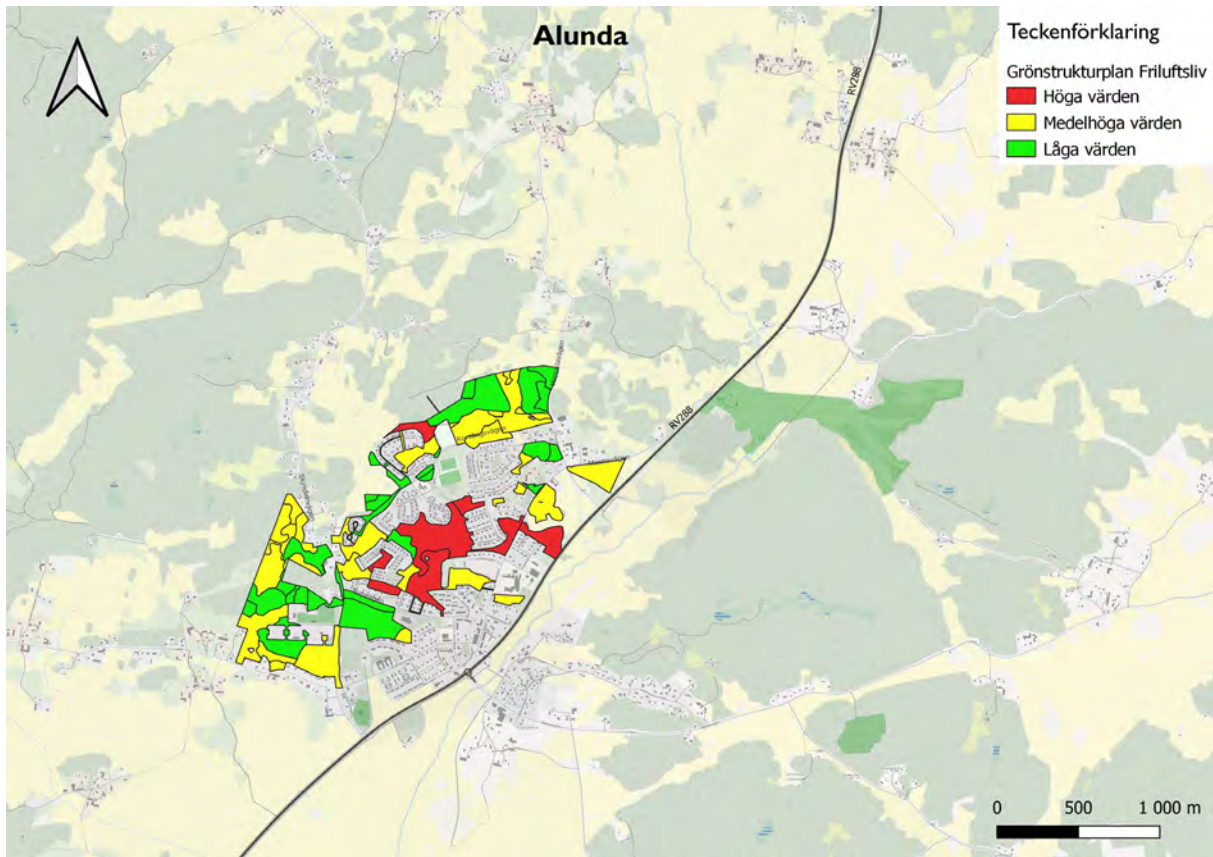 Alunda
Teckenförklaring
Grönstrukturplan Friluftsliv
Höga värden
Medelhöga värden
Låga värden
RV288
RV288
0 500 1 000 m